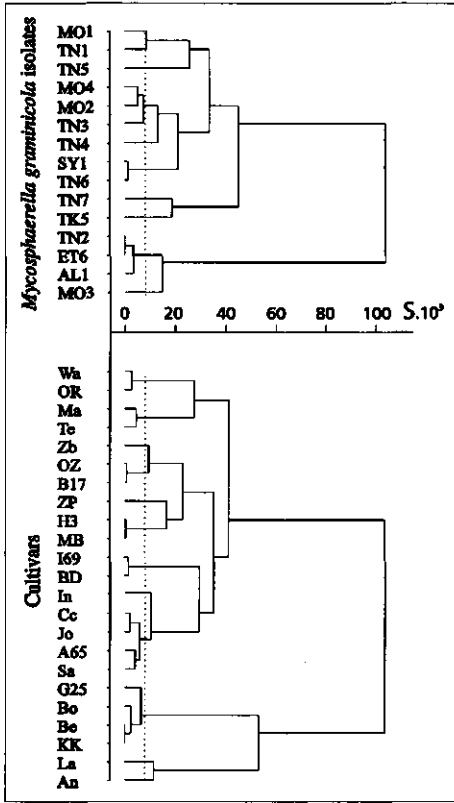 Mycosphaerella graminicola isolates
MO1
TN1
TN5
MO4
MO2
TN3
TN4
SY1
TN6
TN7
TK5
TN2
ET6
AL1
MO3
0 20 40 60 80 100 S.10⁹
Cultivars
Wa
OR
Ma
Te
Zb
OZ
B17
ZP
H3
MB
I69
BD
In
Cc
Jo
A65
Sa
G25
Bo
Be
KK
La
An